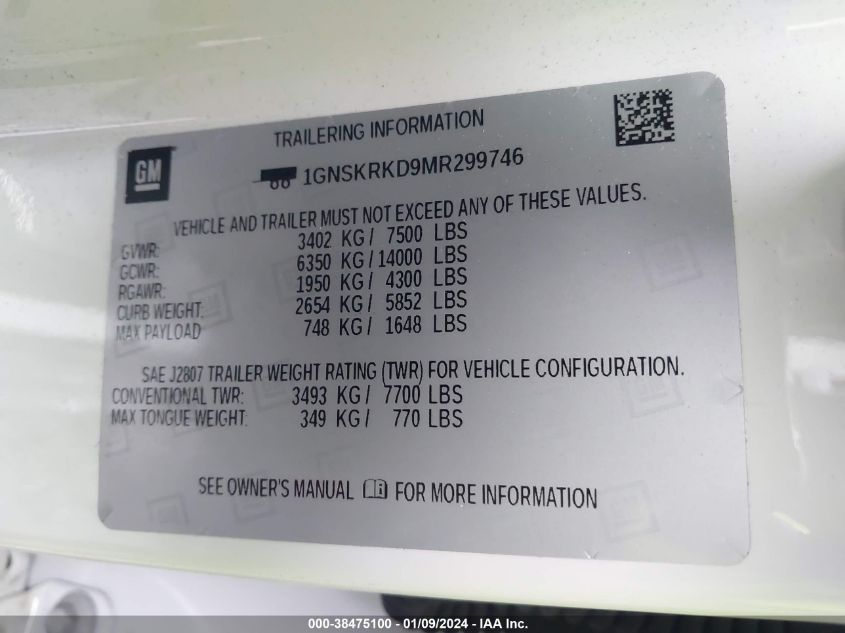 TRAILERING INFORMATION
GM
1GNSKRKD9MR299746
VEHICLE AND TRAILER MUST NOT EXCEED ANY OF THESE VALUES.
GVWR: 3402 KG / 7500 LBS
GCWR: 6350 KG / 14000 LBS
RGAWR: 1950 KG / 4300 LBS
CURB WEIGHT: 2654 KG / 5852 LBS
MAX PAYLOAD 748 KG / 1648 LBS
SAE J2807 TRAILER WEIGHT RATING (TWR) FOR VEHICLE CONFIGURATION.
CONVENTIONAL TWR: 3493 KG / 7700 LBS
MAX TONGUE WEIGHT: 349 KG / 770 LBS
SEE OWNER'S MANUAL FOR MORE INFORMATION
000-38475100 - 01/09/2024 - IAA Inc.